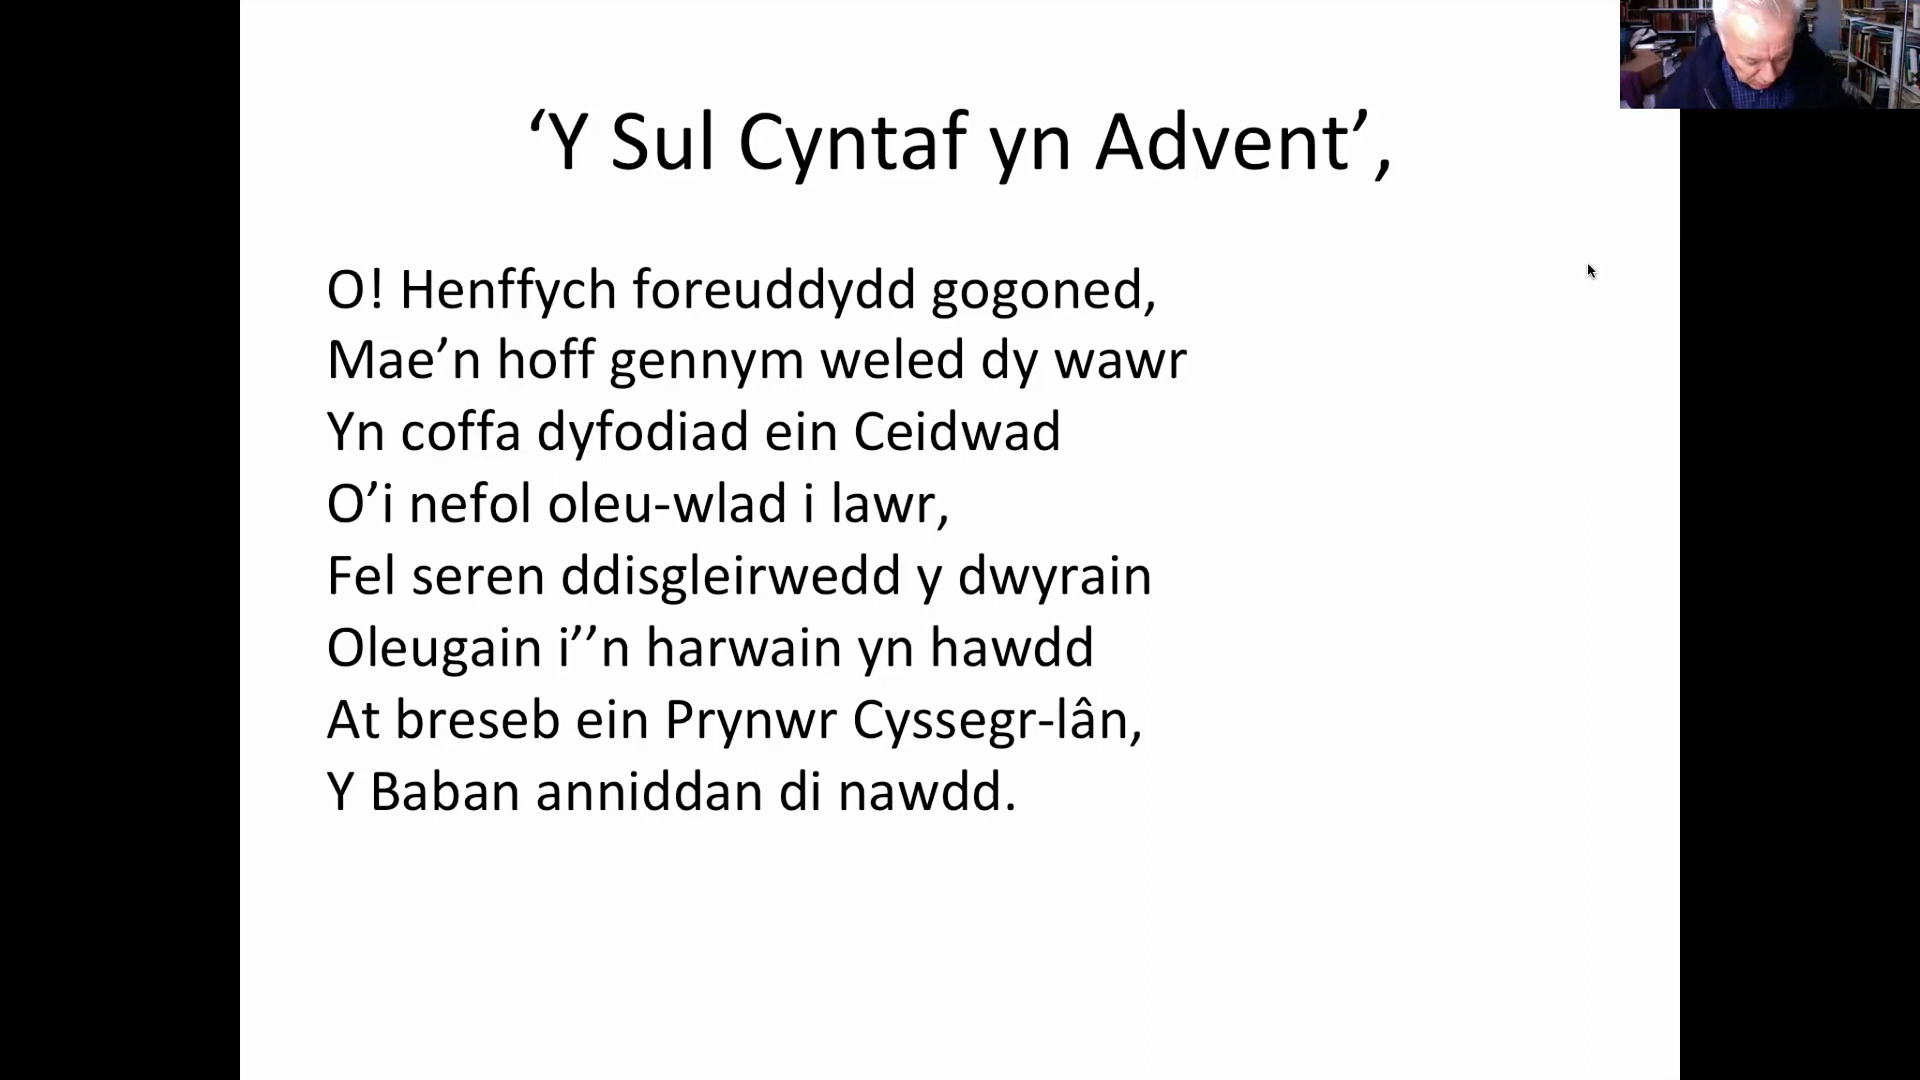 ‘Y Sul Cyntaf yn Advent’,
O! Henffych foreuddydd gogoned,
Mae’n hoff gennym weled dy wawr
Yn coffa dyfodiad ein Ceidwad
O’i nefol oleu-wlad i lawr,
Fel seren ddisgleirwedd y dwyrain
Oleugain i’’n harwain yn hawdd
At breseb ein Prynwr Cyssegr-lân,
Y Baban anniddan di nawdd.